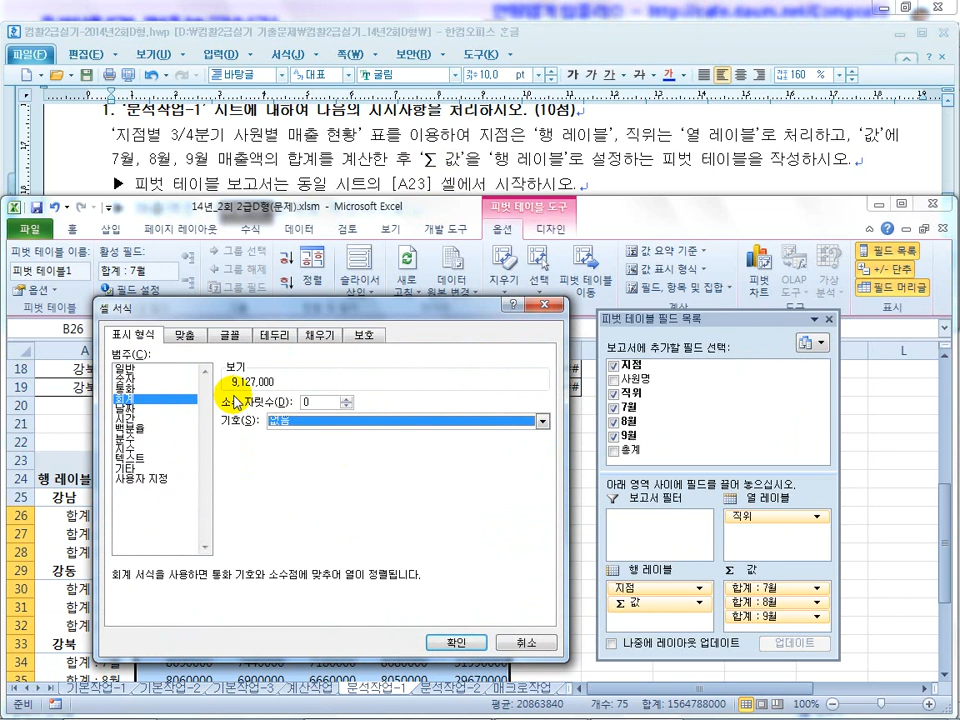 컴활2급실기-2014년2회D형.hwp [D:₩컴활2급실기 기출문제₩컴활2급실기_14년2회D형₩] - 한컴오피스 한글
파일(F) 편집(E) 보기(U) 입력(D) 서식(J) 쪽(W) 보안(R) 도구(K)
바탕글 대표 굴림 10.0 pt 가 가 가 가 가 160 %
1. ‘문석작업-1’ 시트에 대하여 다음의 지시사항을 처리하시오. (10점)
‘지점별 3/4분기 사원별 매출 현황’ 표를 이용하여 지점은 ‘행 레이블’, 직위는 ‘열 레이블’로 처리하고, ‘값’에
7월, 8월, 9월 매출액의 합계를 계산한 후 ‘Σ 값’을 ‘행 레이블’로 설정하는 피벗 테이블을 작성하시오.
▶ 피벗 테이블 보고서는 동일 시트의 [A23] 셀에서 시작하시오.
14년_2회 2급D형(문제).xlsm - Microsoft Excel 피벗 테이블 도구
파일 홈 삽입 페이지 레이아웃 수식 데이터 검토 보기 개발 도구 옵션 디자인
피벗 테이블 이름: 활성 필드: 그룹 선택 값 요약 기준 필드 목록
피벗 테이블1 합계 : 7월 그룹 해제 정렬 슬라이서 새로 데이터 지우기 선택 피벗 테이블 이동 값 표시 형식 피벗 차트 OLAP 도구 가상 분석 +/- 단추
옵션 필드 설정 그룹 필드 삽입 고침 원본 변경 필드, 항목 및 집합 필드 머리글
피벗 테이블 계산 도구 표시
B26
A L
18 강북
19 강북
20
21
22
23
24 행 레이블
25 강남
26 합계
27 합계
28 합계
29 강동
30 합계
31 합계
32 합계
33 강북
34 합계 : 7월 8090000 7440000 7180000 8080000 31990000
35 합계 : 8월 8060000 6900000 6660000 8050000 29670000
셀 서식
표시 형식 맞춤 글꼴 테두리 채우기 보호
범주(C):
일반
숫자
통화
회계
날짜
시간
백분율
분수
지수
텍스트
기타
사용자 지정
보기
9,127,000
소수 자릿수(D): 0
기호(S): 없음
회계 서식을 사용하면 통화 기호와 소수점에 맞추어 열이 정렬됩니다.
확인 취소
피벗 테이블 필드 목록
보고서에 추가할 필드 선택:
지점
사원명
직위
7월
8월
9월
총계
아래 영역 사이에 필드를 끌어 놓으십시오.
보고서 필터 열 레이블
직위
행 레이블 Σ 값
지점 합계 : 7월
Σ 값 합계 : 8월
합계 : 9월
나중에 레이아웃 업데이트 업데이트
기본작업-1 기본작업-2 기본작업-3 계산작업 분석작업-1 분석작업-2 매크로작업
준비 평균: 20863840 개수: 75 합계: 1564788000 100%